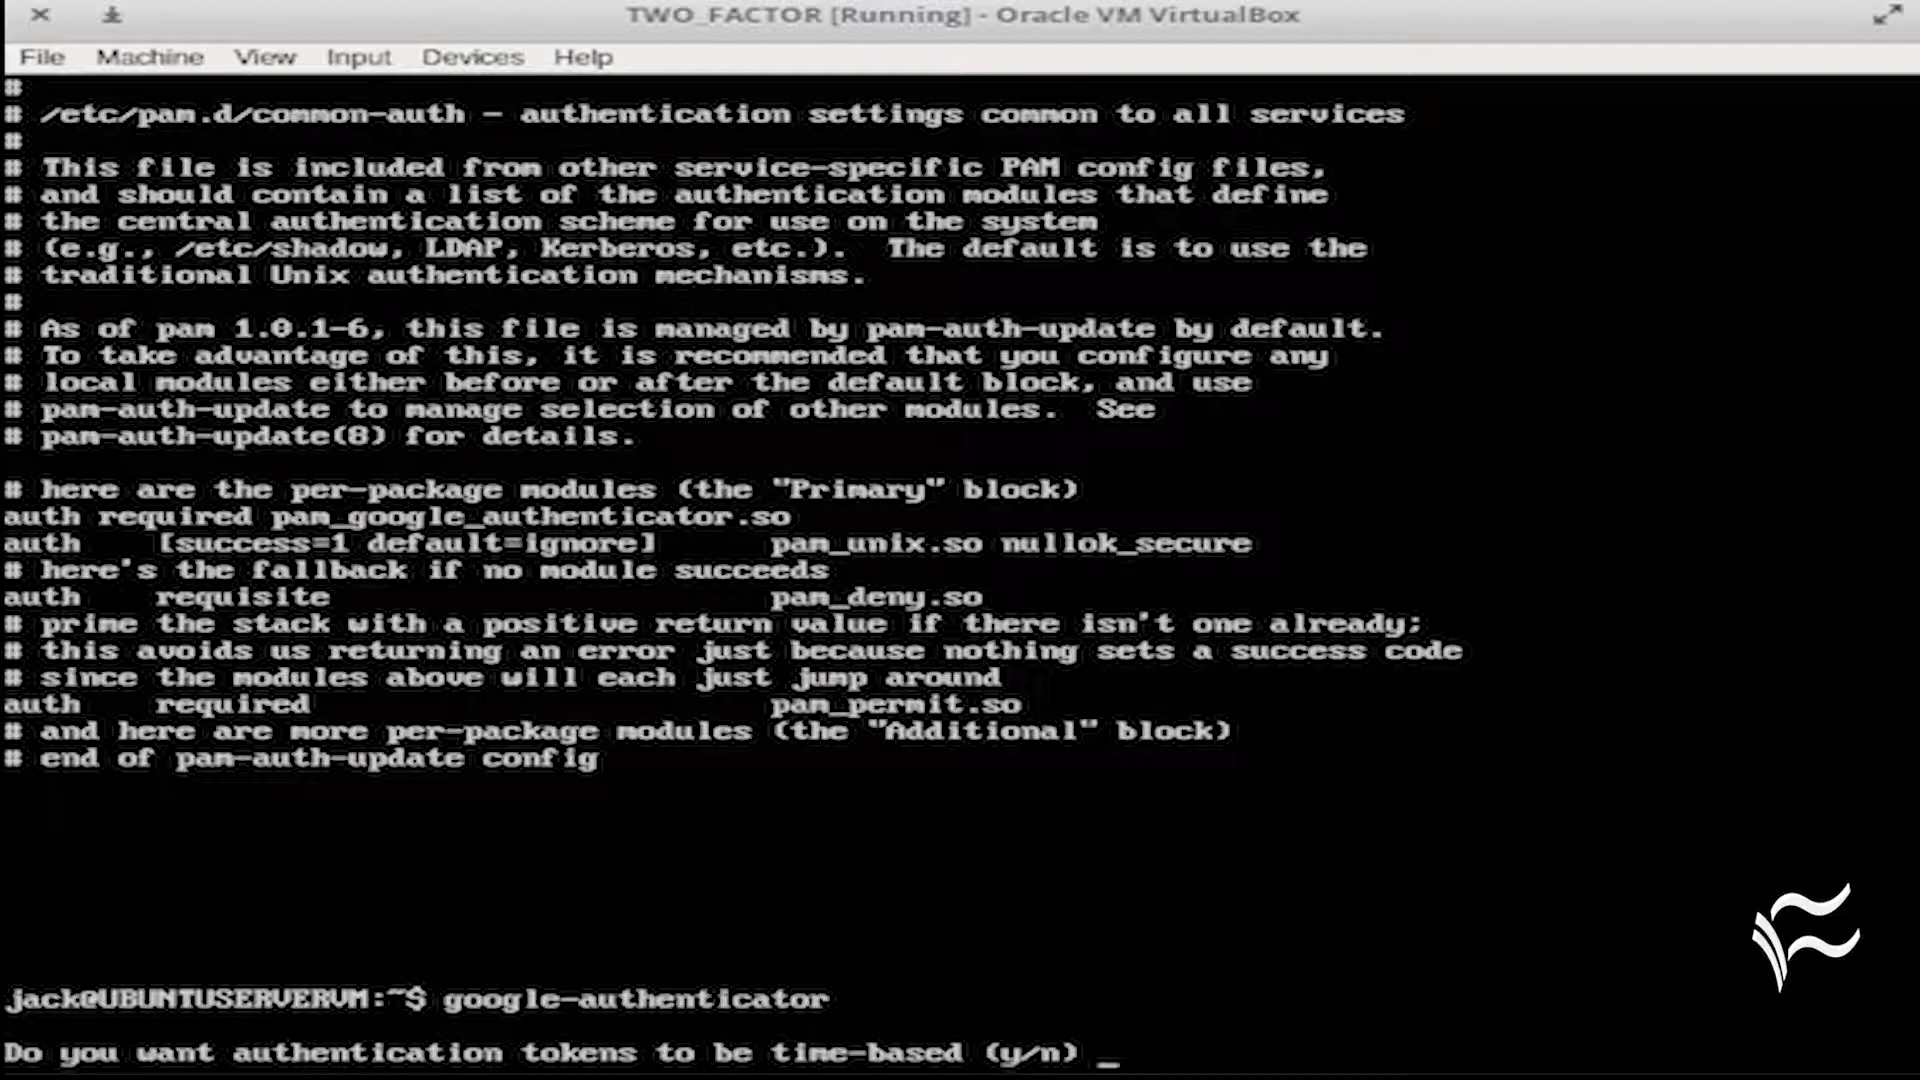 TWO_FACTOR [Running] - Oracle VM VirtualBox
File Machine View Input Devices Help
#
# /etc/pam.d/common-auth - authentication settings common to all services
#
# This file is included from other service-specific PAM config files,
# and should contain a list of the authentication modules that define
# the central authentication scheme for use on the system
# (e.g., /etc/shadow, LDAP, Kerberos, etc.).  The default is to use the
# traditional Unix authentication mechanisms.
#
# As of pam 1.0.1-6, this file is managed by pam-auth-update by default.
# To take advantage of this, it is recommended that you configure any
# local modules either before or after the default block, and use
# pam-auth-update to manage selection of other modules.  See
# pam-auth-update(8) for details.
# here are the per-package modules (the "Primary" block)
auth required pam_google_authenticator.so
auth    [success=1 default=ignore]      pam_unix.so nullok_secure
# here's the fallback if no module succeeds
auth    requisite                       pam_deny.so
# prime the stack with a positive return value if there isn't one already;
# this avoids us returning an error just because nothing sets a success code
# since the modules above will each just jump around
auth    required                        pam_permit.so
# and here are more per-package modules (the "Additional" block)
# end of pam-auth-update config
jack@UBUNTUSERVERVM:~$ google-authenticator
Do you want authentication tokens to be time-based (y/n) _